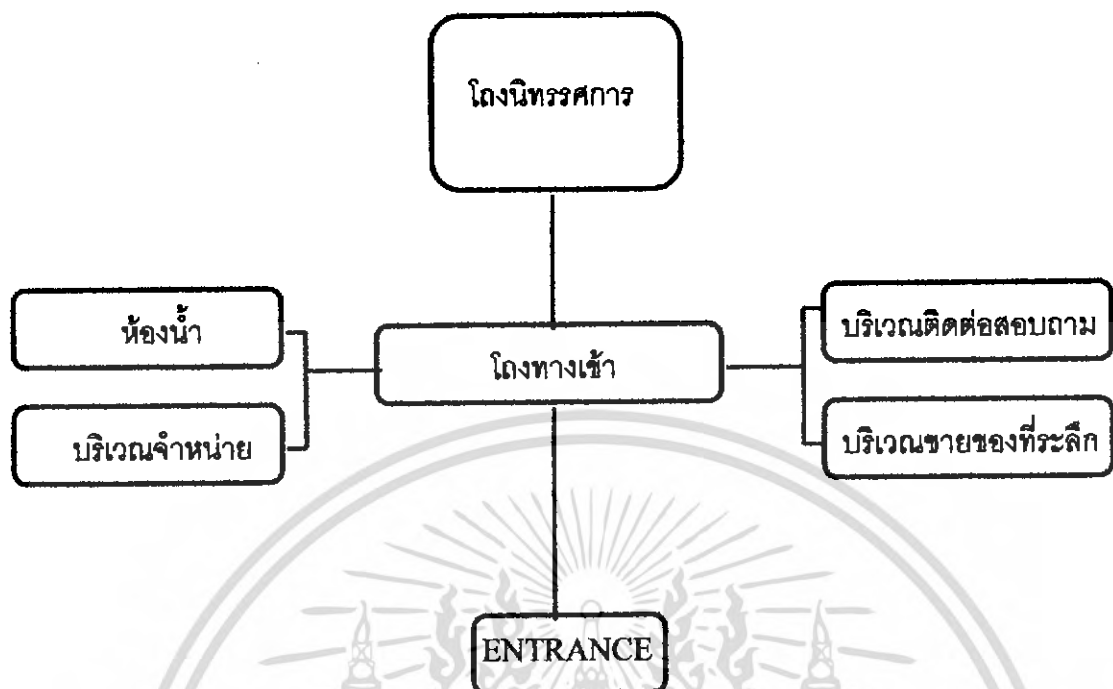 โถงนิทรรศการ
ห้องน้ำ
บริเวณติดต่อสอบถาม
โถงทางเข้า
บริเวณจำหน่าย
บริเวณขายของที่ระลึก
ENTRANCE